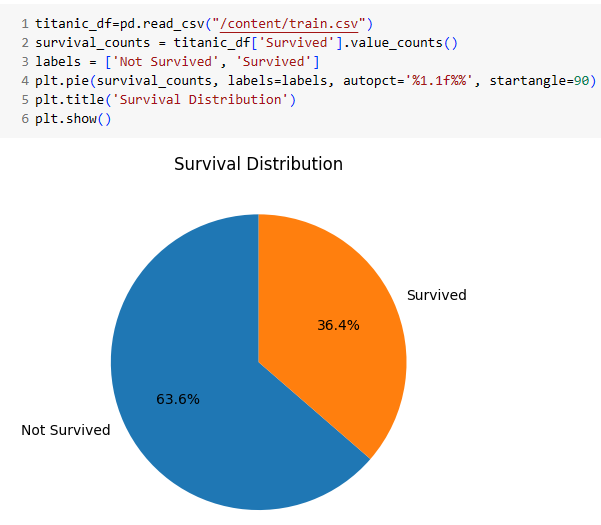 1 titanic_df=pd.read_csv("/content/train.csv")
2 survival_counts = titanic_df['Survived'].value_counts()
3 labels = ['Not Survived', 'Survived']
4 plt.pie(survival_counts, labels=labels, autopct='%1.1f%%', startangle=90)
5 plt.title('Survival Distribution')
6 plt.show()
Survival Distribution
Survived
36.4%
63.6%
Not Survived